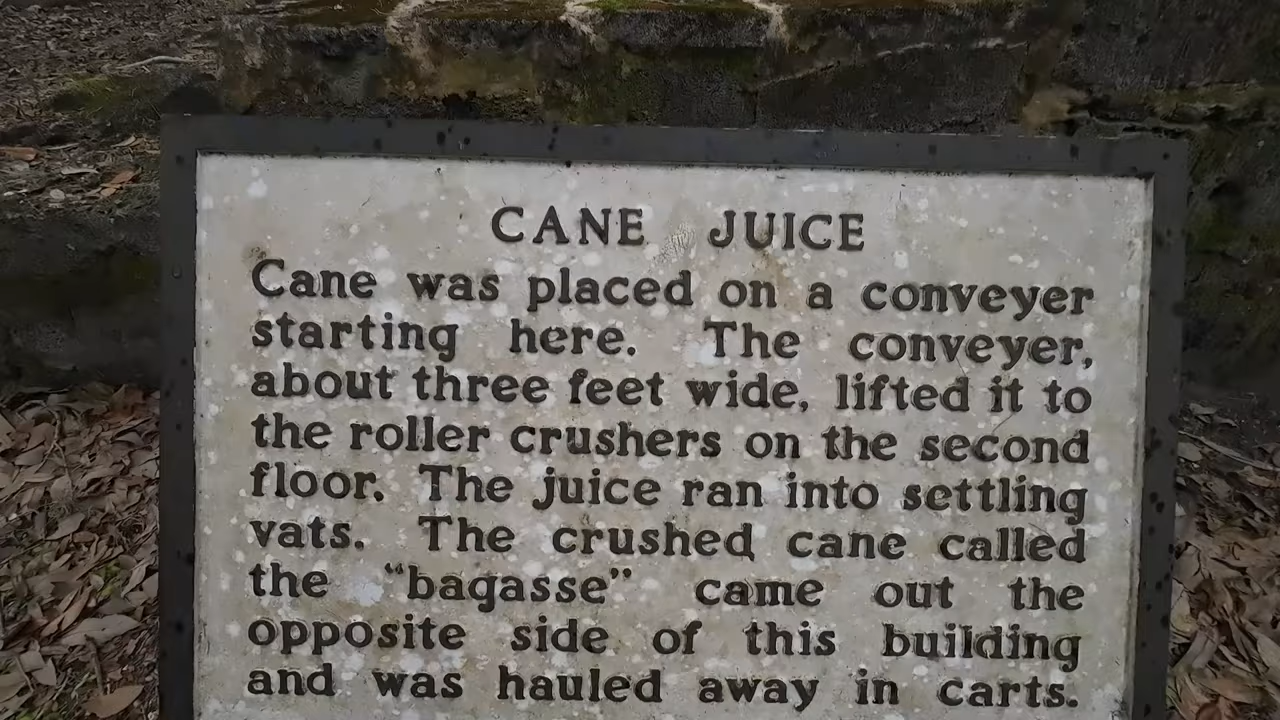 CANE JUICE
Cane was placed on a conveyer
starting here. The conveyer,
about three feet wide, lifted it to
the roller crushers on the second
floor. The juice ran into settling
vats. The crushed cane called
the “bagasse” came out the
opposite side of this building
and was hauled away in carts.